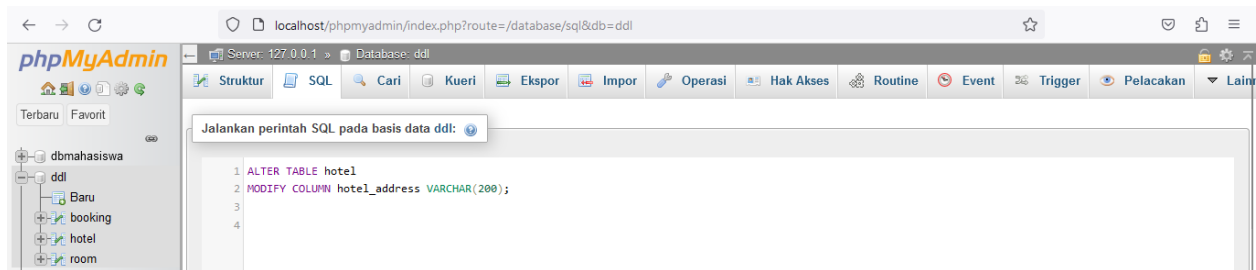 localhost/phpmyadmin/index.php?route=/database/sql&db=ddl
phpMyAdmin
Server: 127.0.0.1 » Database: ddl
Struktur SQL Cari Kueri Ekspor Impor Operasi Hak Akses Routine Event Trigger Pelacakan
Terbaru Favorit
Jalankan perintah SQL pada basis data ddl:
dbmahasiswa
ddl
Baru
booking
hotel
room
1 ALTER TABLE hotel
2 MODIFY COLUMN hotel_address VARCHAR(200);
3
4